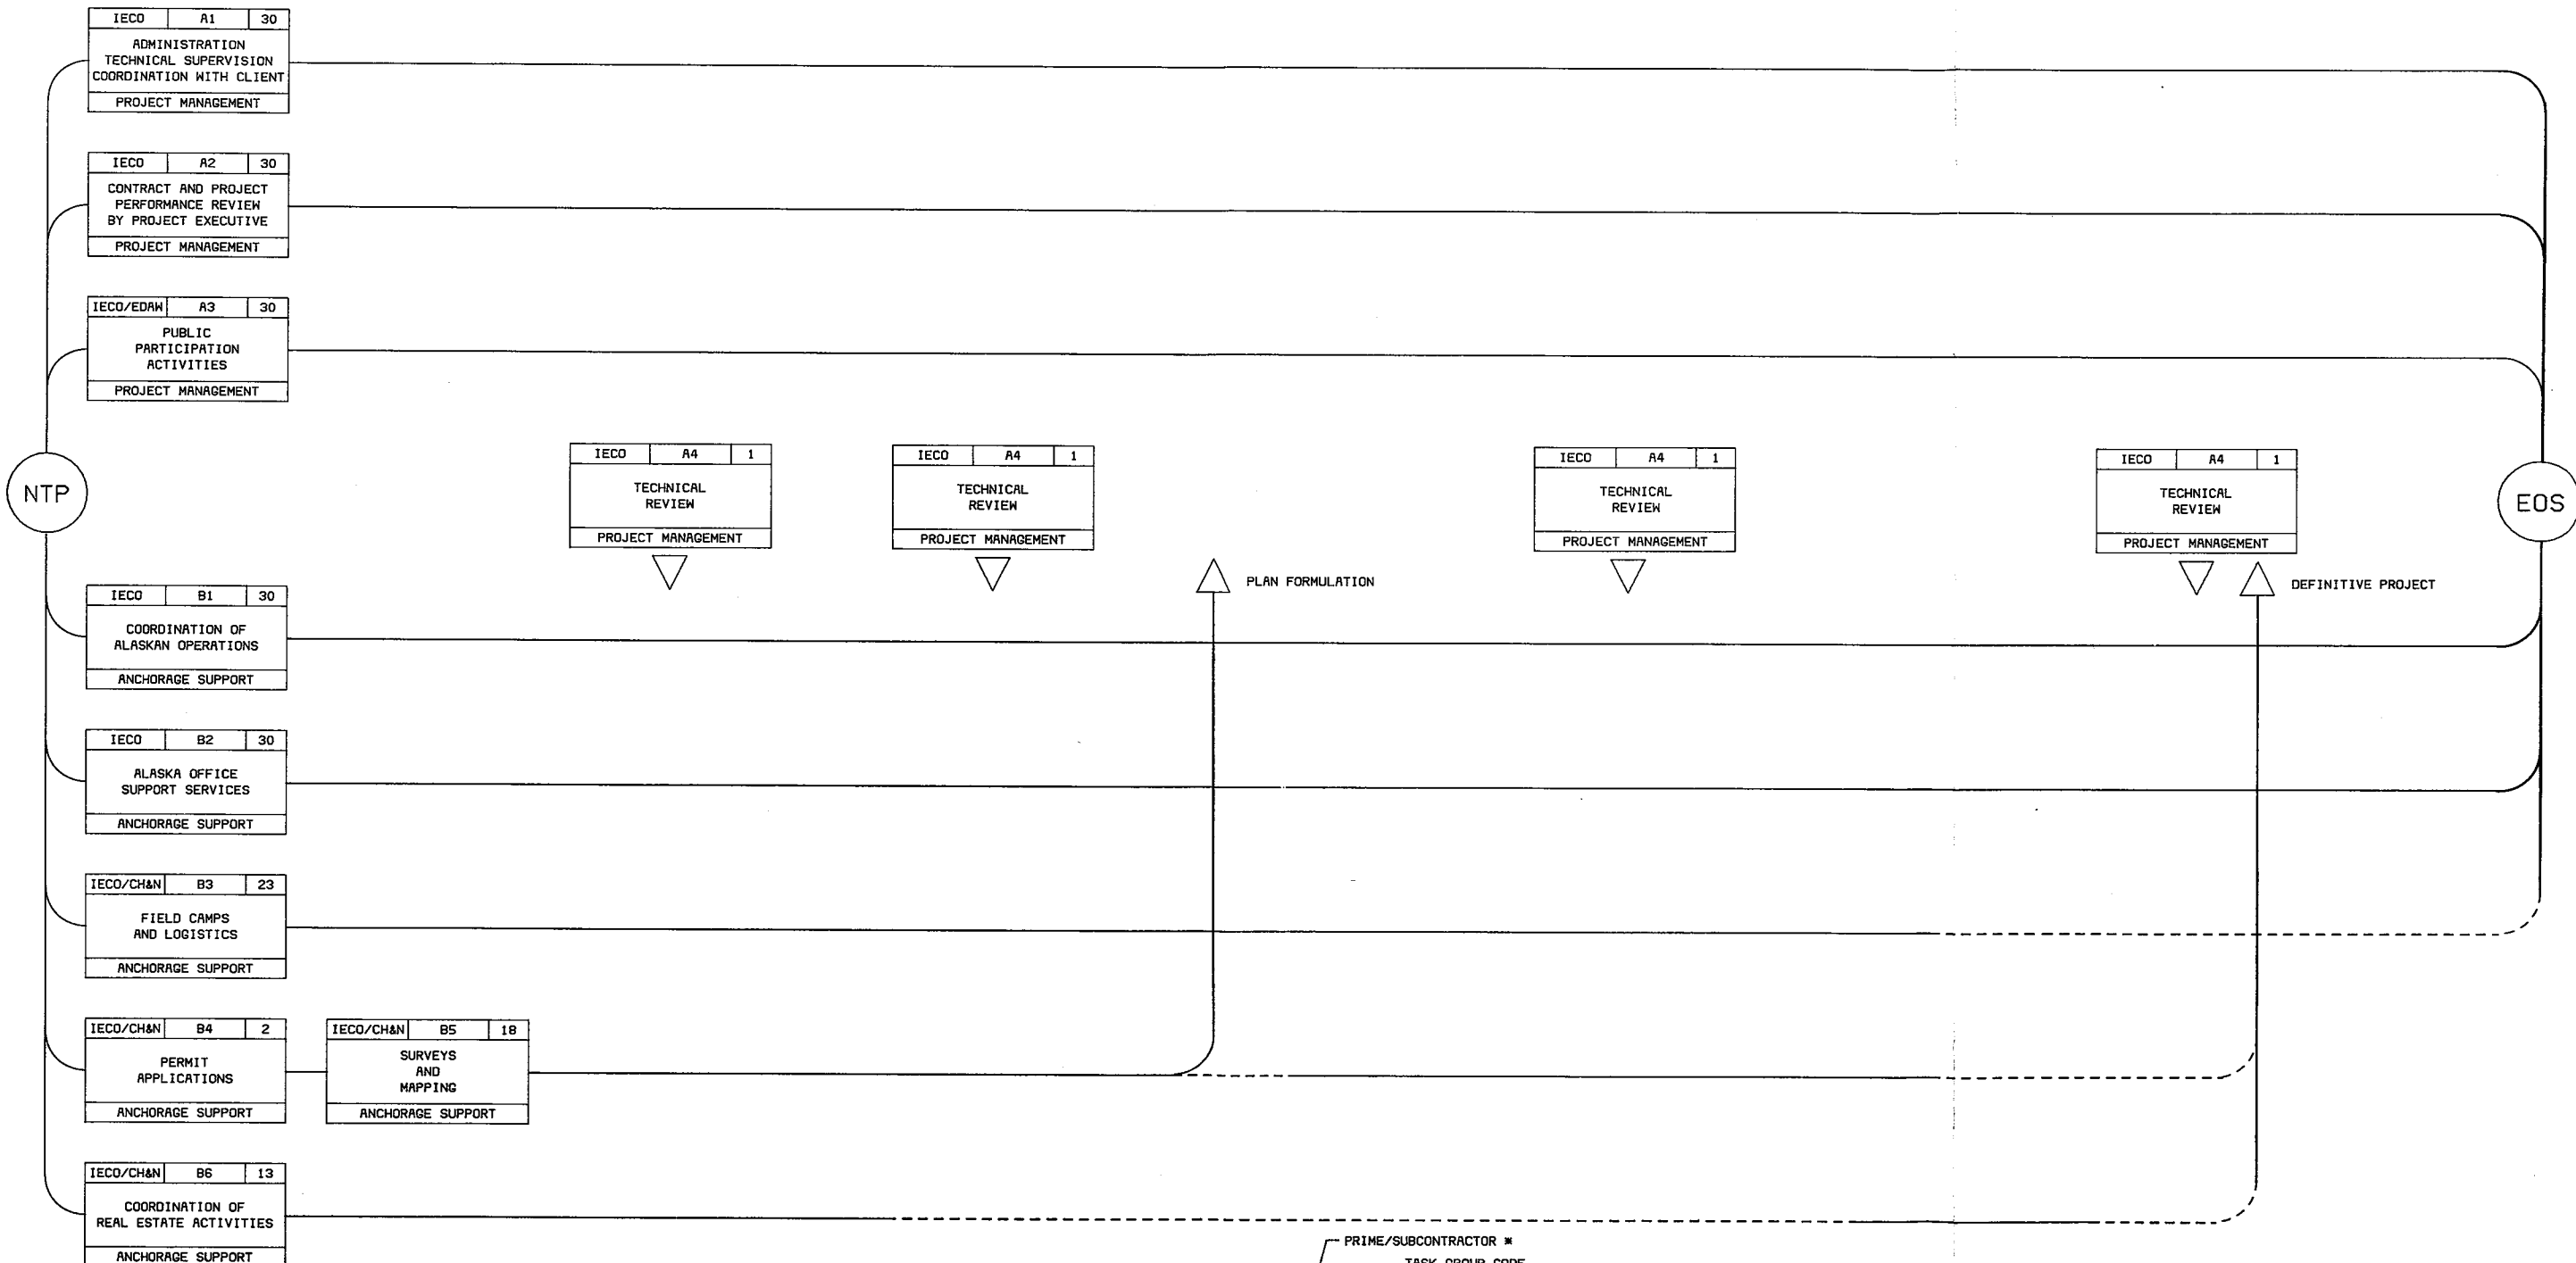 IECO A1 30
ADMINISTRATION
TECHNICAL SUPERVISION
COORDINATION WITH CLIENT
PROJECT MANAGEMENT
IECO A2 30
CONTRACT AND PROJECT
PERFORMANCE REVIEW
BY PROJECT EXECUTIVE
PROJECT MANAGEMENT
IECO/EDAW A3 30
PUBLIC
PARTICIPATION
ACTIVITIES
PROJECT MANAGEMENT
NTP
IECO A4 1
TECHNICAL
REVIEW
PROJECT MANAGEMENT
IECO A4 1
TECHNICAL
REVIEW
PROJECT MANAGEMENT
IECO A4 1
TECHNICAL
REVIEW
PROJECT MANAGEMENT
IECO A4 1
TECHNICAL
REVIEW
PROJECT MANAGEMENT
EOS
PLAN FORMULATION
DEFINITIVE PROJECT
IECO B1 30
COORDINATION OF
ALASKAN OPERATIONS
ANCHORAGE SUPPORT
IECO B2 30
ALASKA OFFICE
SUPPORT SERVICES
ANCHORAGE SUPPORT
IECO/CH&N B3 23
FIELD CAMPS
AND LOGISTICS
ANCHORAGE SUPPORT
IECO/CH&N B4 2
PERMIT
APPLICATIONS
ANCHORAGE SUPPORT
IECO/CH&N B5 18
SURVEYS
AND
MAPPING
ANCHORAGE SUPPORT
IECO/CH&N B6 13
COORDINATION OF
REAL ESTATE ACTIVITIES
ANCHORAGE SUPPORT
PRIME/SUBCONTRACTOR *
TASK GROUP CODE